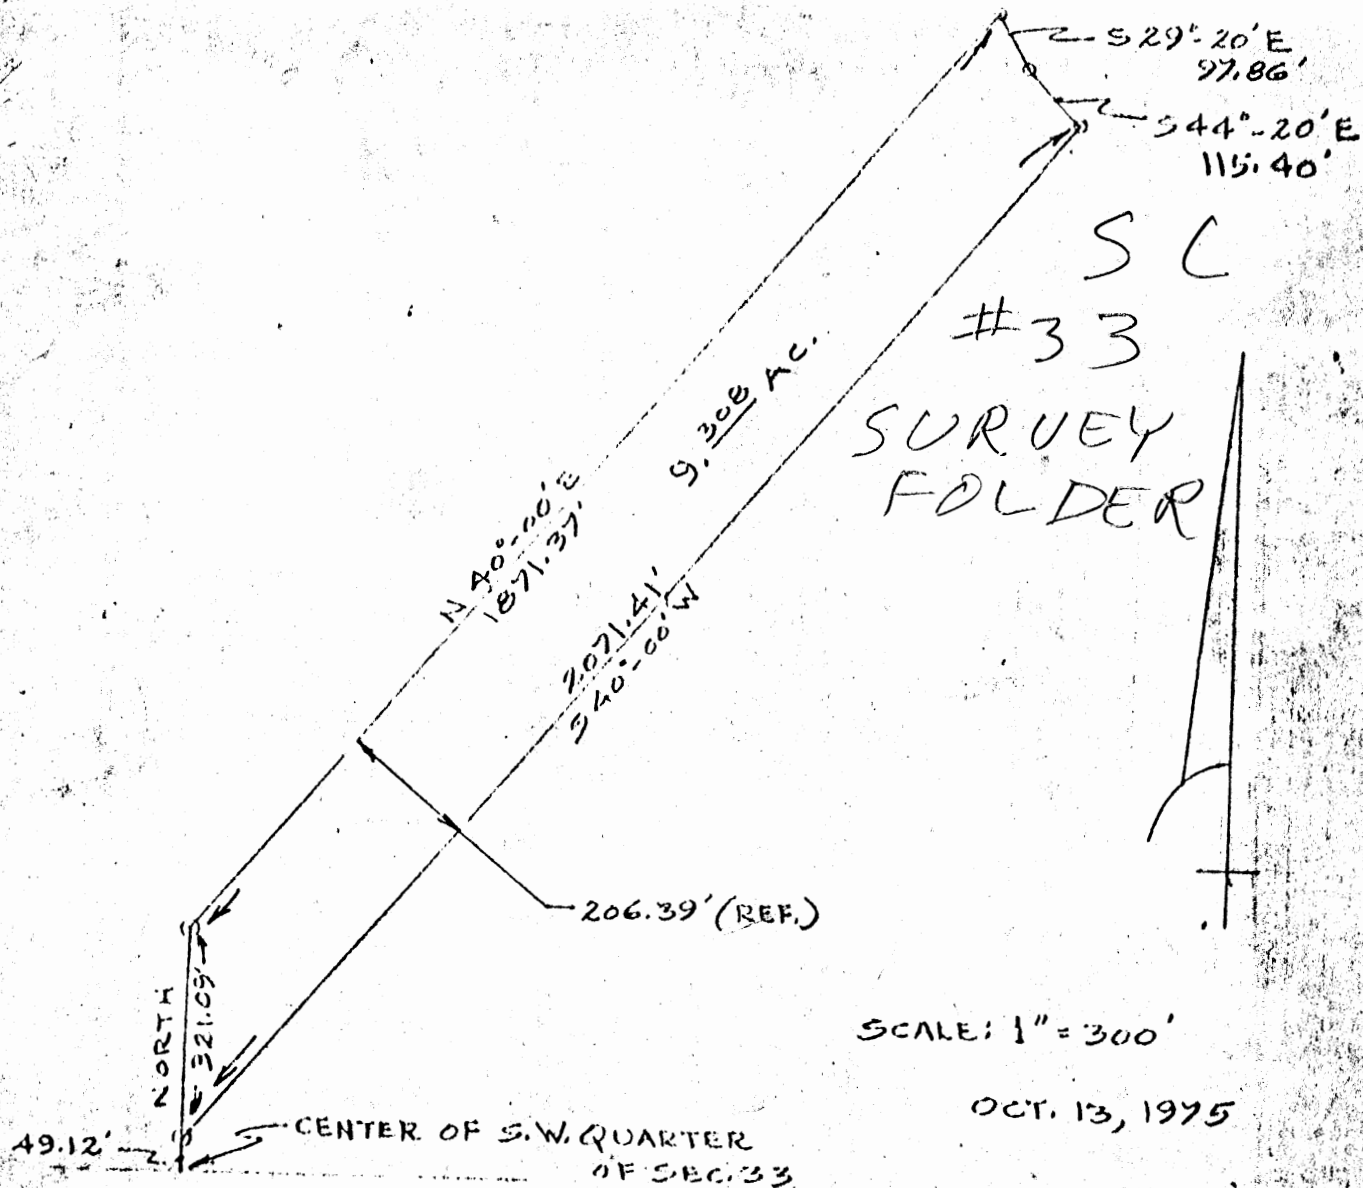 S29°-20'E
97.86'
S44°-20'E
115.40'
SC
#33
SURVEY
FOLDER
9.308 AC.
N 40°-00' E
1871.37'
2071.41'
S 40°-00' W
206.39' (REF.)
NORTH
321.09'
SCALE: 1" = 300'
OCT. 13, 1975
49.12'
CENTER OF S.W. QUARTER
OF SEC. 33